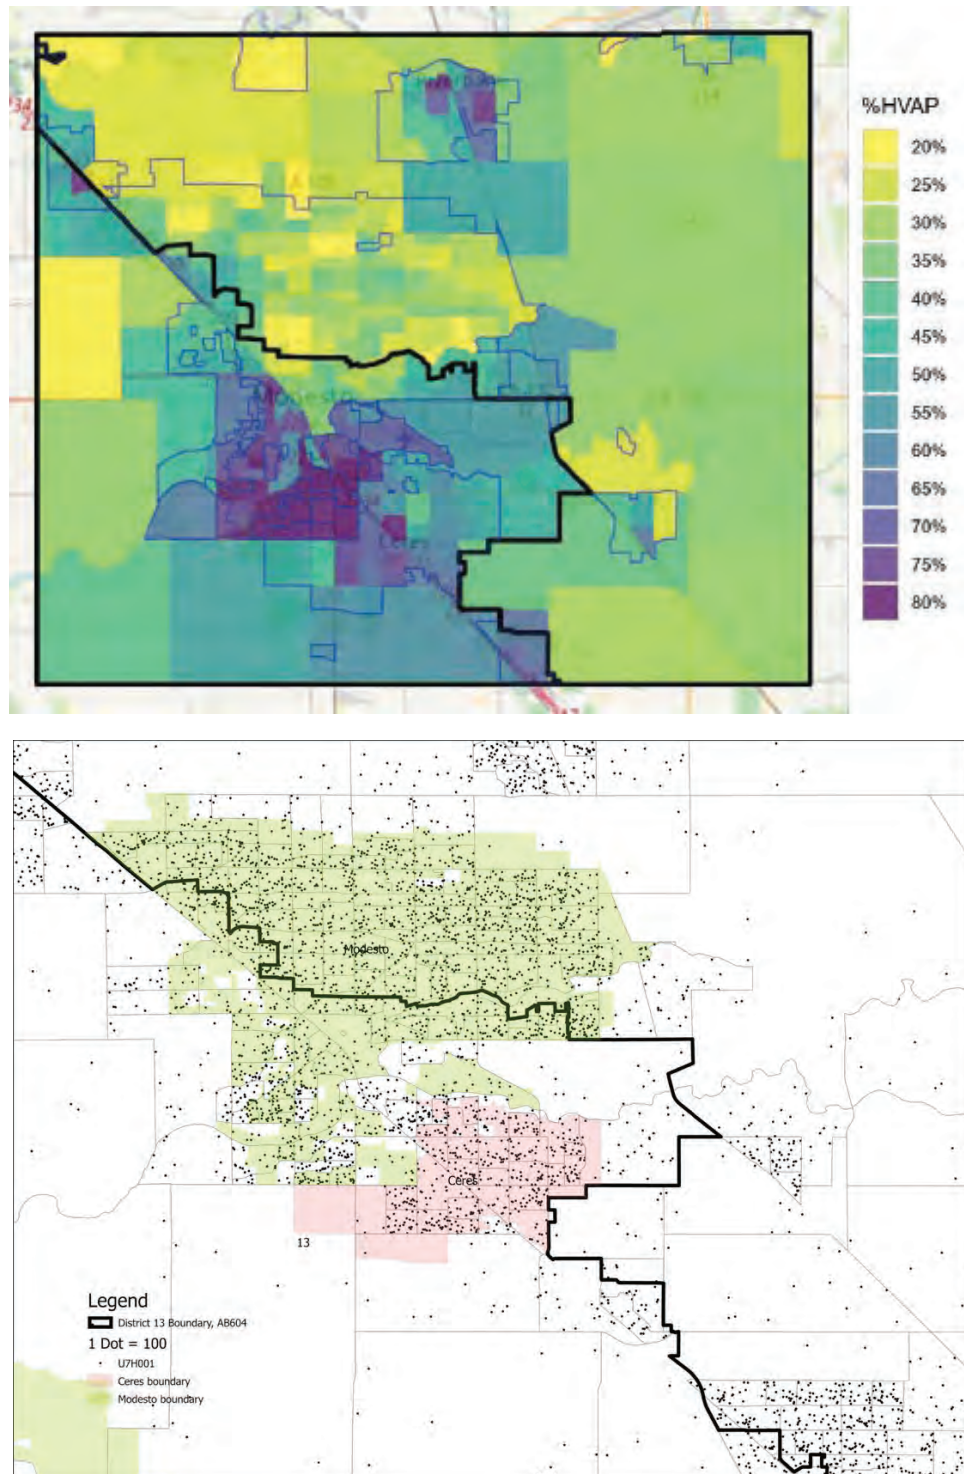 %HVAP
20%
25%
30%
35%
40%
45%
50%
55%
60%
65%
70%
75%
80%
Modesto
Ceres
Modesto
Ceres
13
Legend
District 13 Boundary, AB604
1 Dot = 100
U7H001
Ceres boundary
Modesto boundary